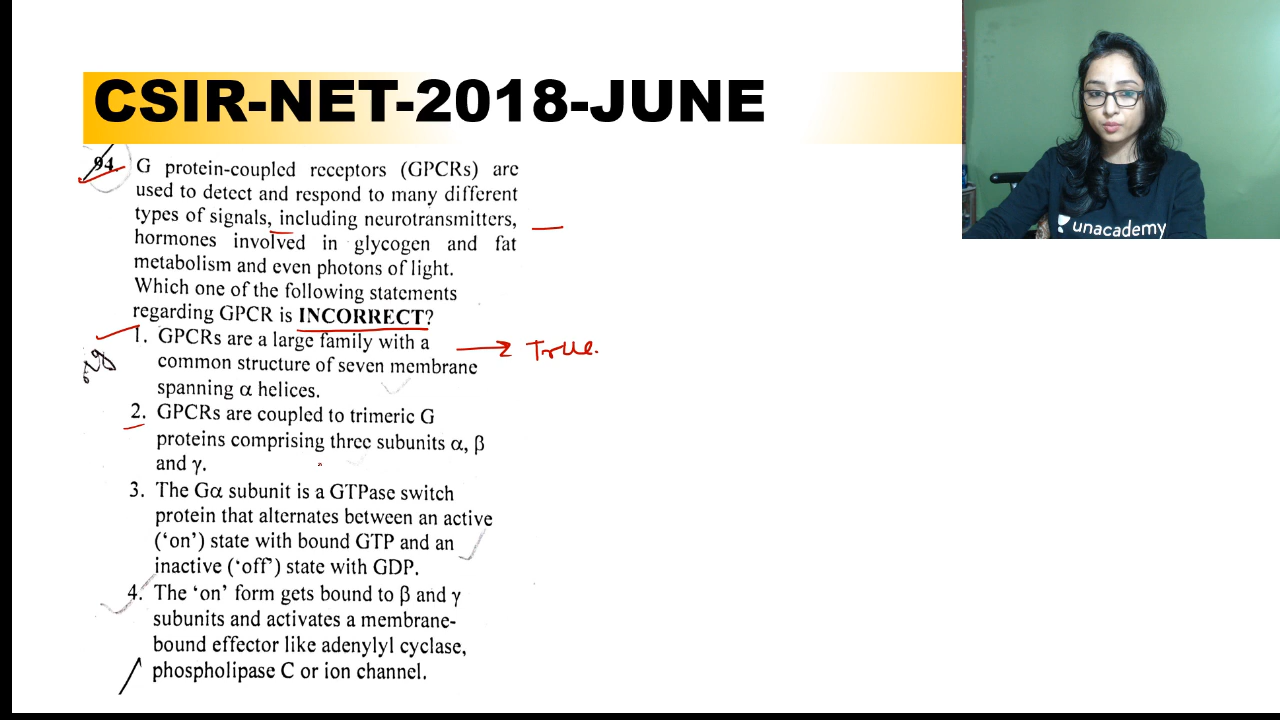 CSIR-NET-2018-JUNE
94. G protein-coupled receptors (GPCRs) are
used to detect and respond to many different
types of signals, including neurotransmitters,
hormones involved in glycogen and fat
metabolism and even photons of light.
Which one of the following statements
regarding GPCR is INCORRECT?
1. GPCRs are a large family with a
common structure of seven membrane
spanning α helices.
→ True.
2. GPCRs are coupled to trimeric G
proteins comprising three subunits α, β
and γ.
3. The Gα subunit is a GTPase switch
protein that alternates between an active
(‘on’) state with bound GTP and an
inactive (‘off’) state with GDP.
4. The ‘on’ form gets bound to β and γ
subunits and activates a membrane-
bound effector like adenylyl cyclase,
phospholipase C or ion channel.
unacademy